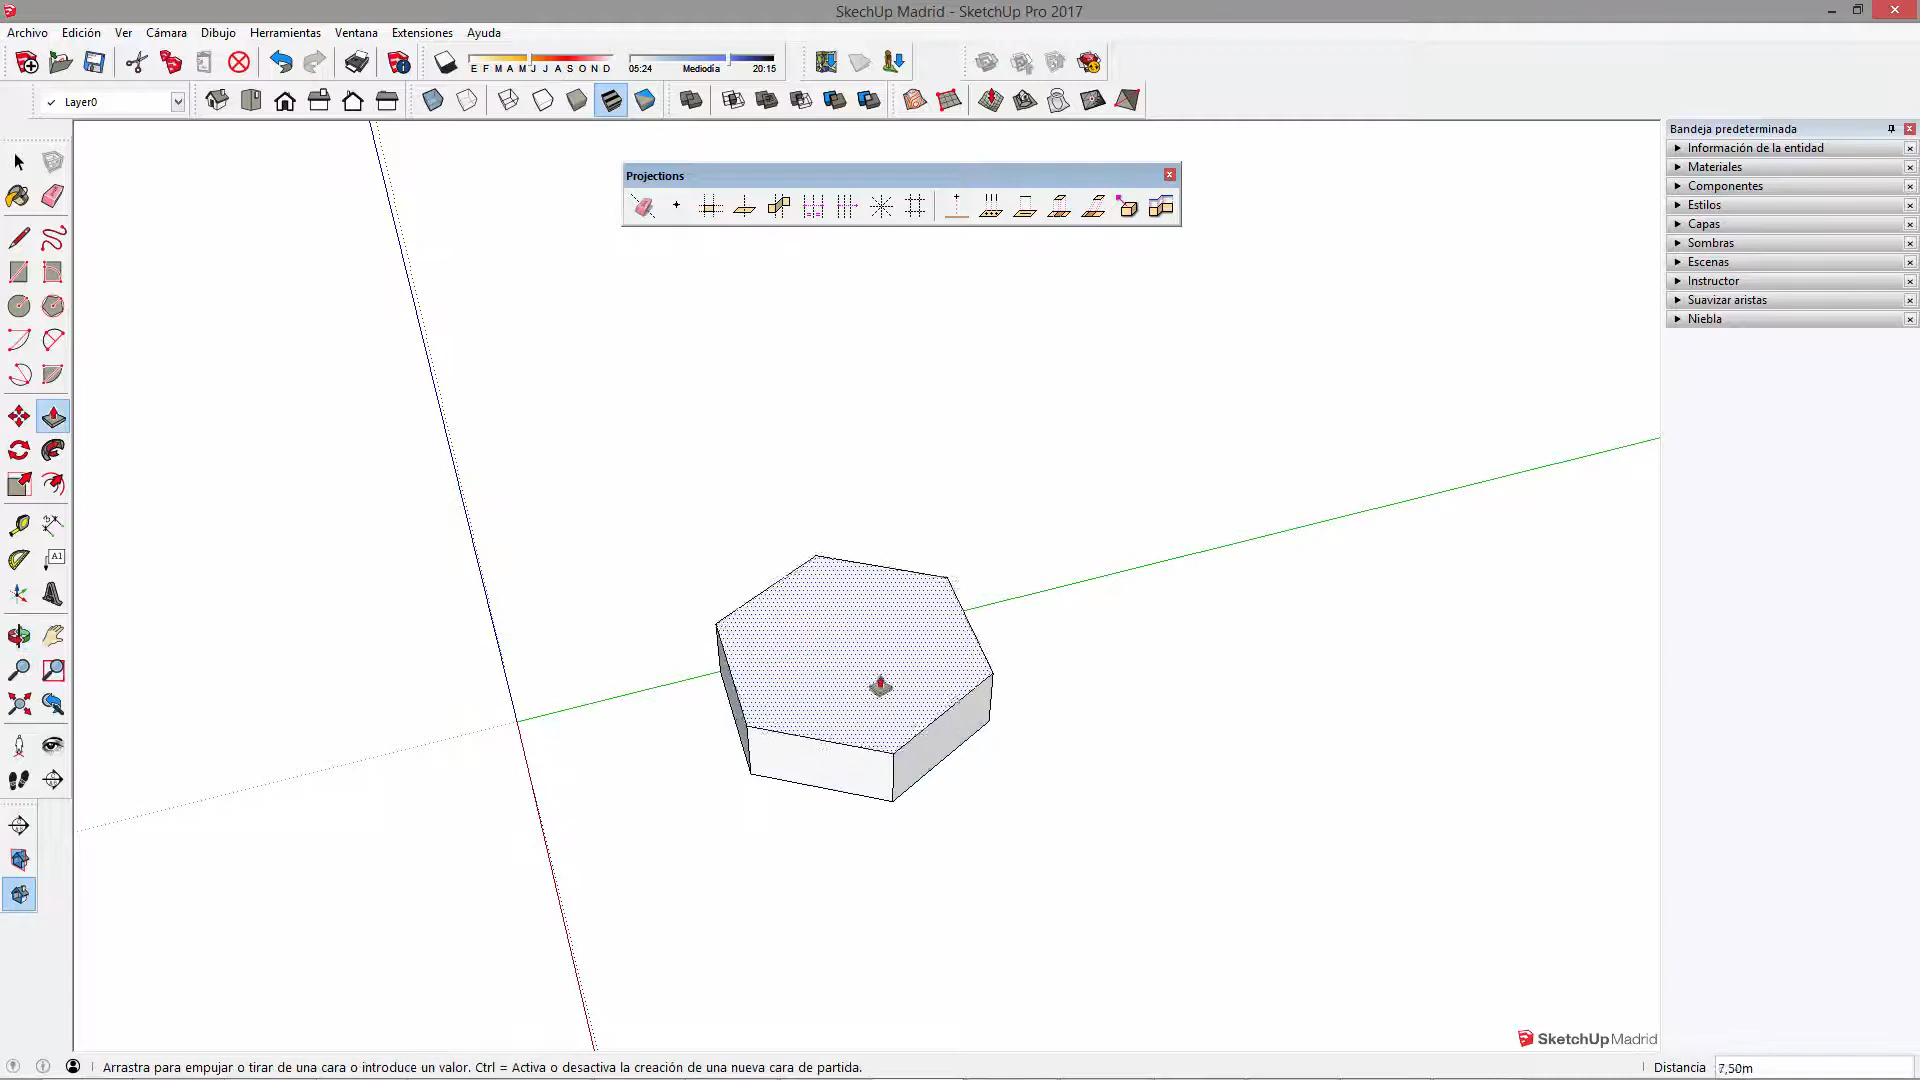 SkechUp Madrid - SketchUp Pro 2017
Archivo Edición Ver Cámara Dibujo Herramientas Ventana Extensiones Ayuda
E F M A M J J A S O N D
05:24 Mediodía 20:15
Layer0
Bandeja predeterminada
Información de la entidad
Materiales
Componentes
Estilos
Capas
Sombras
Escenas
Instructor
Suavizar aristas
Niebla
Projections
A1
SketchUp Madrid
Arrastra para empujar o tirar de una cara o introduce un valor. Ctrl = Activa o desactiva la creación de una nueva cara de partida.
Distancia 7,50m